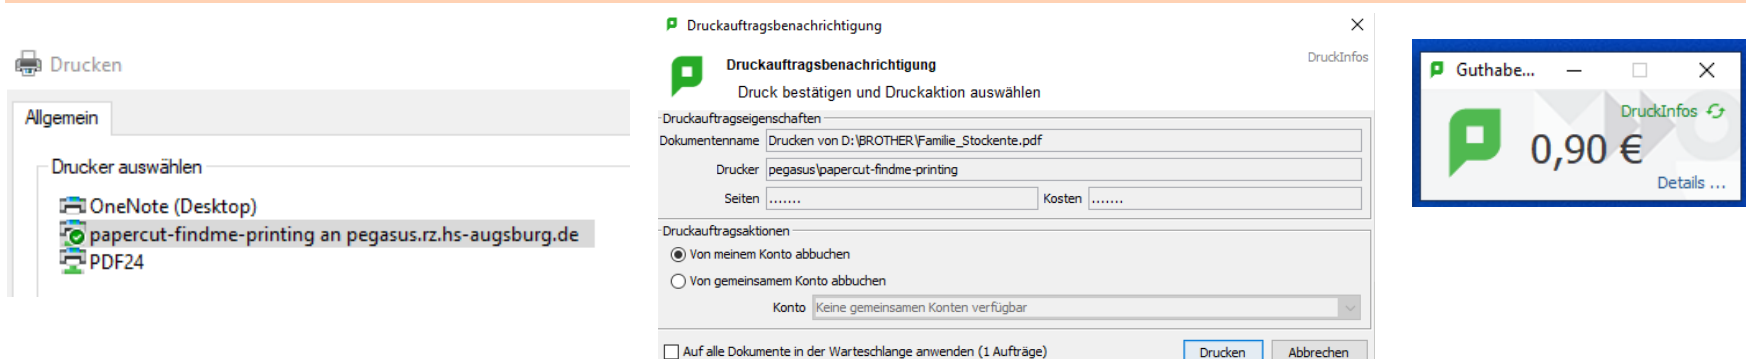 Drucken
Allgemein
Drucker auswählen
OneNote (Desktop)
papercut-findme-printing an pegasus.rz.hs-augsburg.de
PDF24
Druckauftragsbenachrichtigung
DruckInfos
Druckauftragsbenachrichtigung
Druck bestätigen und Druckaktion auswählen
Druckauftragseigenschaften
Dokumentenname Drucken von D:\BROTHER\Familie_Stockente.pdf
Drucker pegasus\papercut-findme-printing
Seiten ....... Kosten .......
Druckauftragsaktionen
Von meinem Konto abbuchen
Von gemeinsamem Konto abbuchen
Konto Keine gemeinsamen Konten verfügbar
Auf alle Dokumente in der Warteschlange anwenden (1 Aufträge)
Drucken Abbrechen
Guthabe...
DruckInfos
0,90 €
Details ...